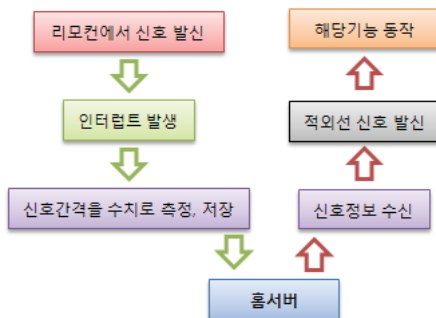 리모컨에서 신호 발신
인터럽트 발생
신호간격을 수치로 측정, 저장
홈서버
신호정보 수신
적외선 신호 발신
해당기능 동작